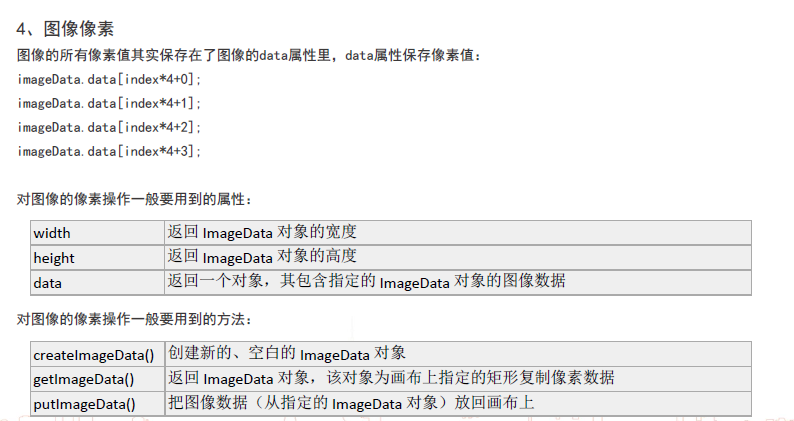 4、图像像素
图像的所有像素值其实保存在了图像的data属性里，data属性保存像素值：
imageData.data[index*4+0];
imageData.data[index*4+1];
imageData.data[index*4+2];
imageData.data[index*4+3];
对图像的像素操作一般要用到的属性：
width 返回 ImageData 对象的宽度
height 返回 ImageData 对象的高度
data 返回一个对象，其包含指定的 ImageData 对象的图像数据
对图像的像素操作一般要用到的方法：
createImageData() 创建新的、空白的 ImageData 对象
getImageData() 返回 ImageData 对象，该对象为画布上指定的矩形复制像素数据
putImageData() 把图像数据（从指定的 ImageData 对象）放回画布上